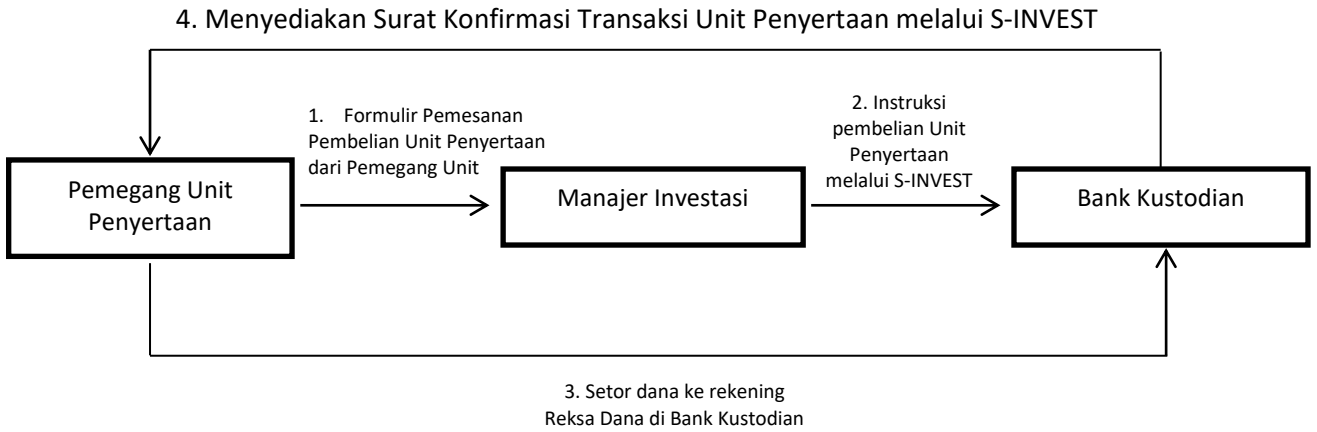 4. Menyediakan Surat Konfirmasi Transaksi Unit Penyertaan melalui S-INVEST
1. Formulir Pemesanan
Pembelian Unit Penyertaan
dari Pemegang Unit
2. Instruksi
pembelian Unit
Penyertaan
melalui S-INVEST
Pemegang Unit
Penyertaan
Manajer Investasi
Bank Kustodian
3. Setor dana ke rekening
Reksa Dana di Bank Kustodian